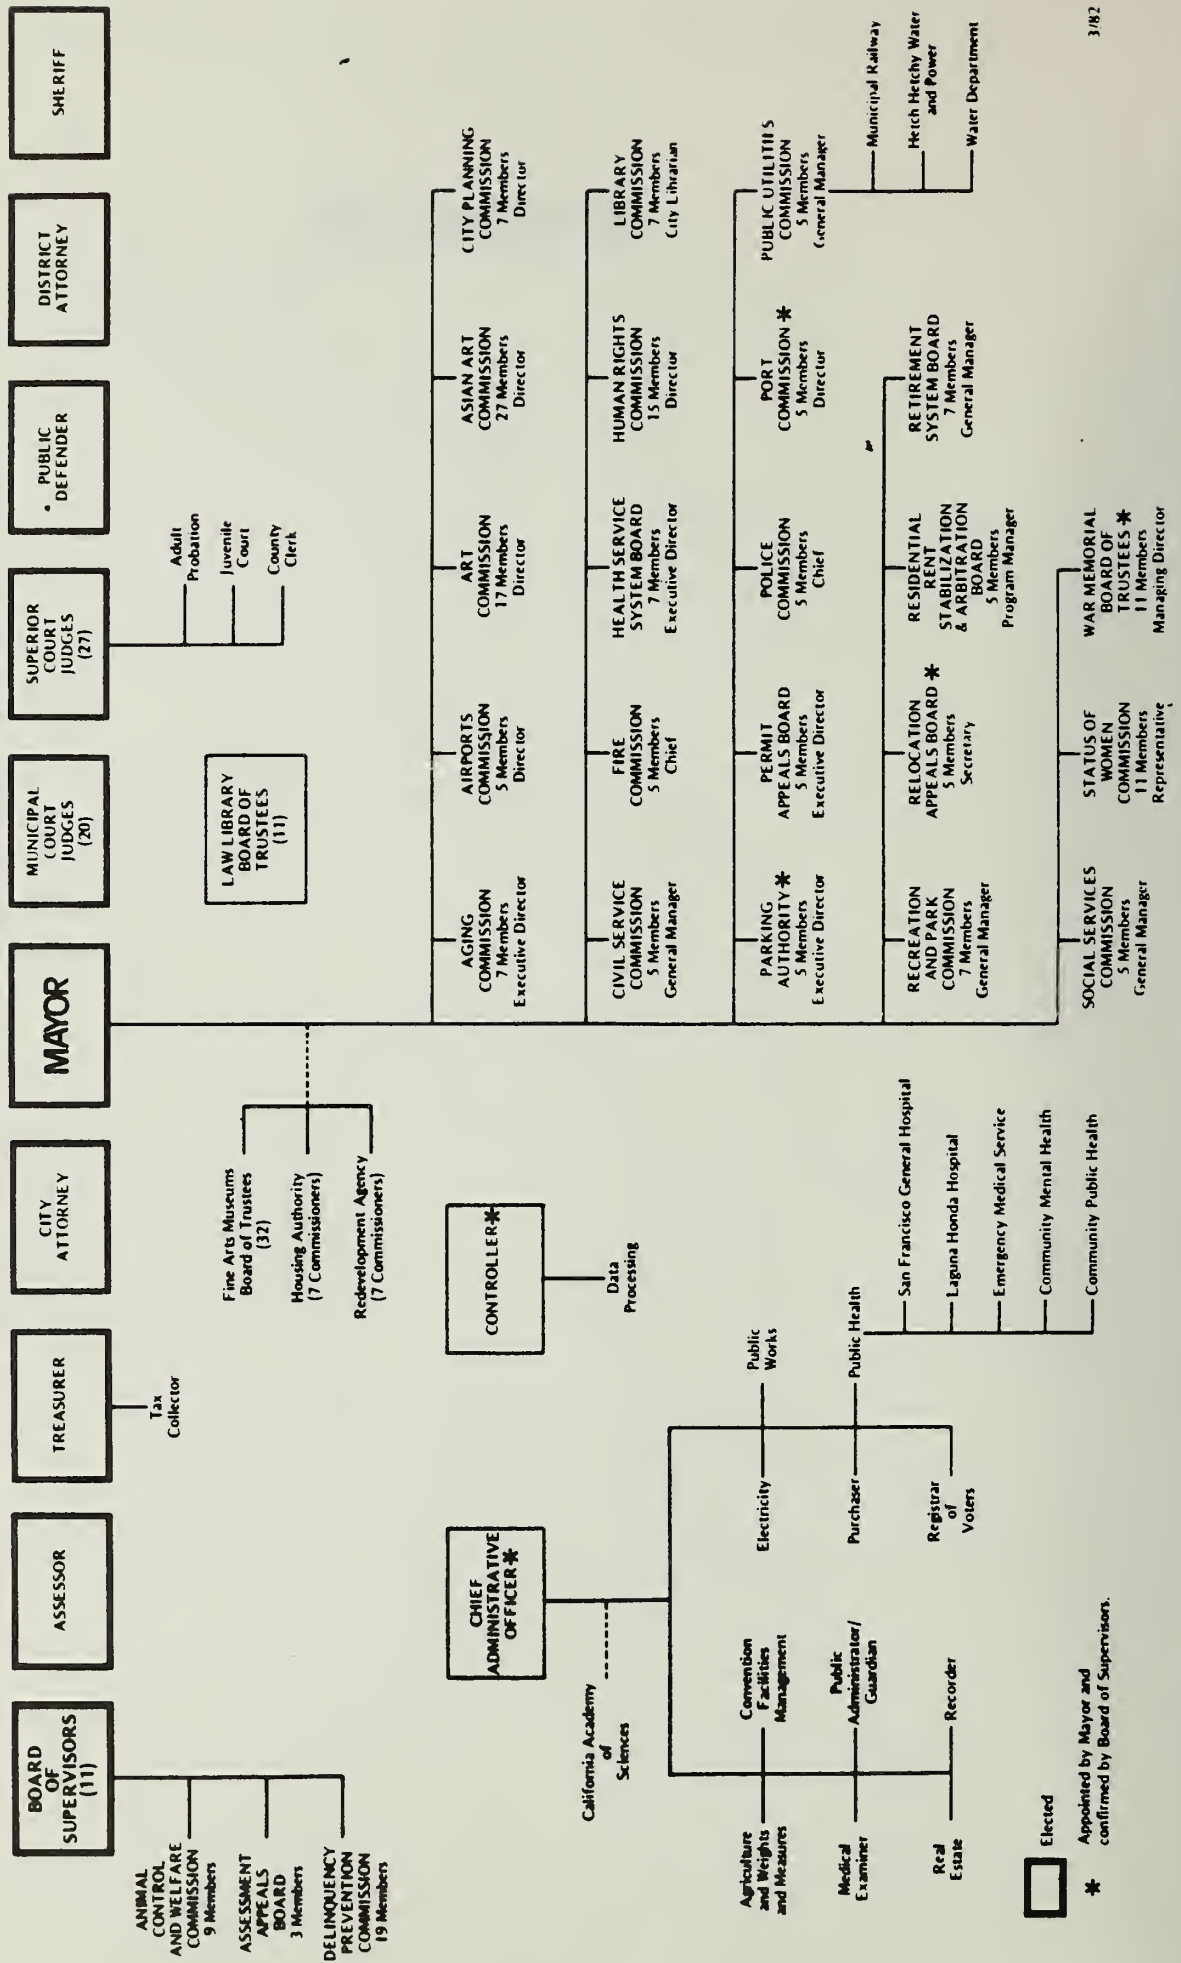 BOARD
OF
SUPERVISORS
(11)
ASSESSOR
TREASURER
CITY
ATTORNEY
MAYOR
MUNICIPAL
COURT
JUDGES
(20)
SUPERIOR
COURT
JUDGES
(27)
PUBLIC
DEFENDER
DISTRICT
ATTORNEY
SHERIFF
ANIMAL
CONTROL
AND WELFARE
COMMISSION
9 Members
ASSESSMENT
APPEALS
BOARD
3 Members
DELINQUENCY
PREVENTION
COMMISSION
19 Members
Tax
Collector
Fine Arts Museums
Board of Trustees
(32)
Housing Authority
(7 Commissioners)
Redevelopment Agency
(7 Commissioners)
LAW LIBRARY
BOARD OF
TRUSTEES
(11)
Adult
Probation
Juvenile
Court
County
Clerk
CHIEF
ADMINISTRATIVE
OFFICER*
California Academy
of
Sciences
Agriculture
and Weights
and Measures
Convention
Facilities
Management
Medical
Examiner
Public
Administrator/
Guardian
Real
Estate
Recorder
Electricity
Public
Works
Purchaser
Public Health
Registrar
of
Voters
San Francisco General Hospital
Laguna Honda Hospital
Emergency Medical Service
Community Mental Health
Community Public Health
CONTROLLER*
Data
Processing
AGING
COMMISSION
7 Members
Executive Director
AIRPORTS
COMMISSION
5 Members
Director
ART
COMMISSION
17 Members
Director
ASIAN ART
COMMISSION
27 Members
Director
CITY PLANNING
COMMISSION
7 Members
Director
CIVIL SERVICE
COMMISSION
5 Members
General Manager
FIRE
COMMISSION
5 Members
Chief
HEALTH SERVICE
SYSTEM BOARD
7 Members
Executive Director
HUMAN RIGHTS
COMMISSION
15 Members
Director
LIBRARY
COMMISSION
7 Members
City Librarian
PARKING
AUTHORITY*
5 Members
Executive Director
PERMIT
APPEALS BOARD
5 Members
Executive Director
POLICE
COMMISSION
5 Members
Chief
PORT
COMMISSION*
5 Members
Director
PUBLIC UTILITIES
COMMISSION
5 Members
General Manager
Municipal Railway
Hetch Hetchy Water
and Power
Water Department
RECREATION
AND PARK
COMMISSION
7 Members
General Manager
RELOCATION
APPEALS BOARD*
5 Members
Secretary
RESIDENTIAL
RENT
STABILIZATION
& ARBITRATION
BOARD
5 Members
Program Manager
RETIREMENT
SYSTEM BOARD
7 Members
General Manager
SOCIAL SERVICES
COMMISSION
5 Members
General Manager
STATUS OF
WOMEN
COMMISSION
11 Members
Representative
WAR MEMORIAL
BOARD OF
TRUSTEES*
11 Members
Managing Director
Elected
* Appointed by Mayor and
confirmed by Board of Supervisors.
3/82